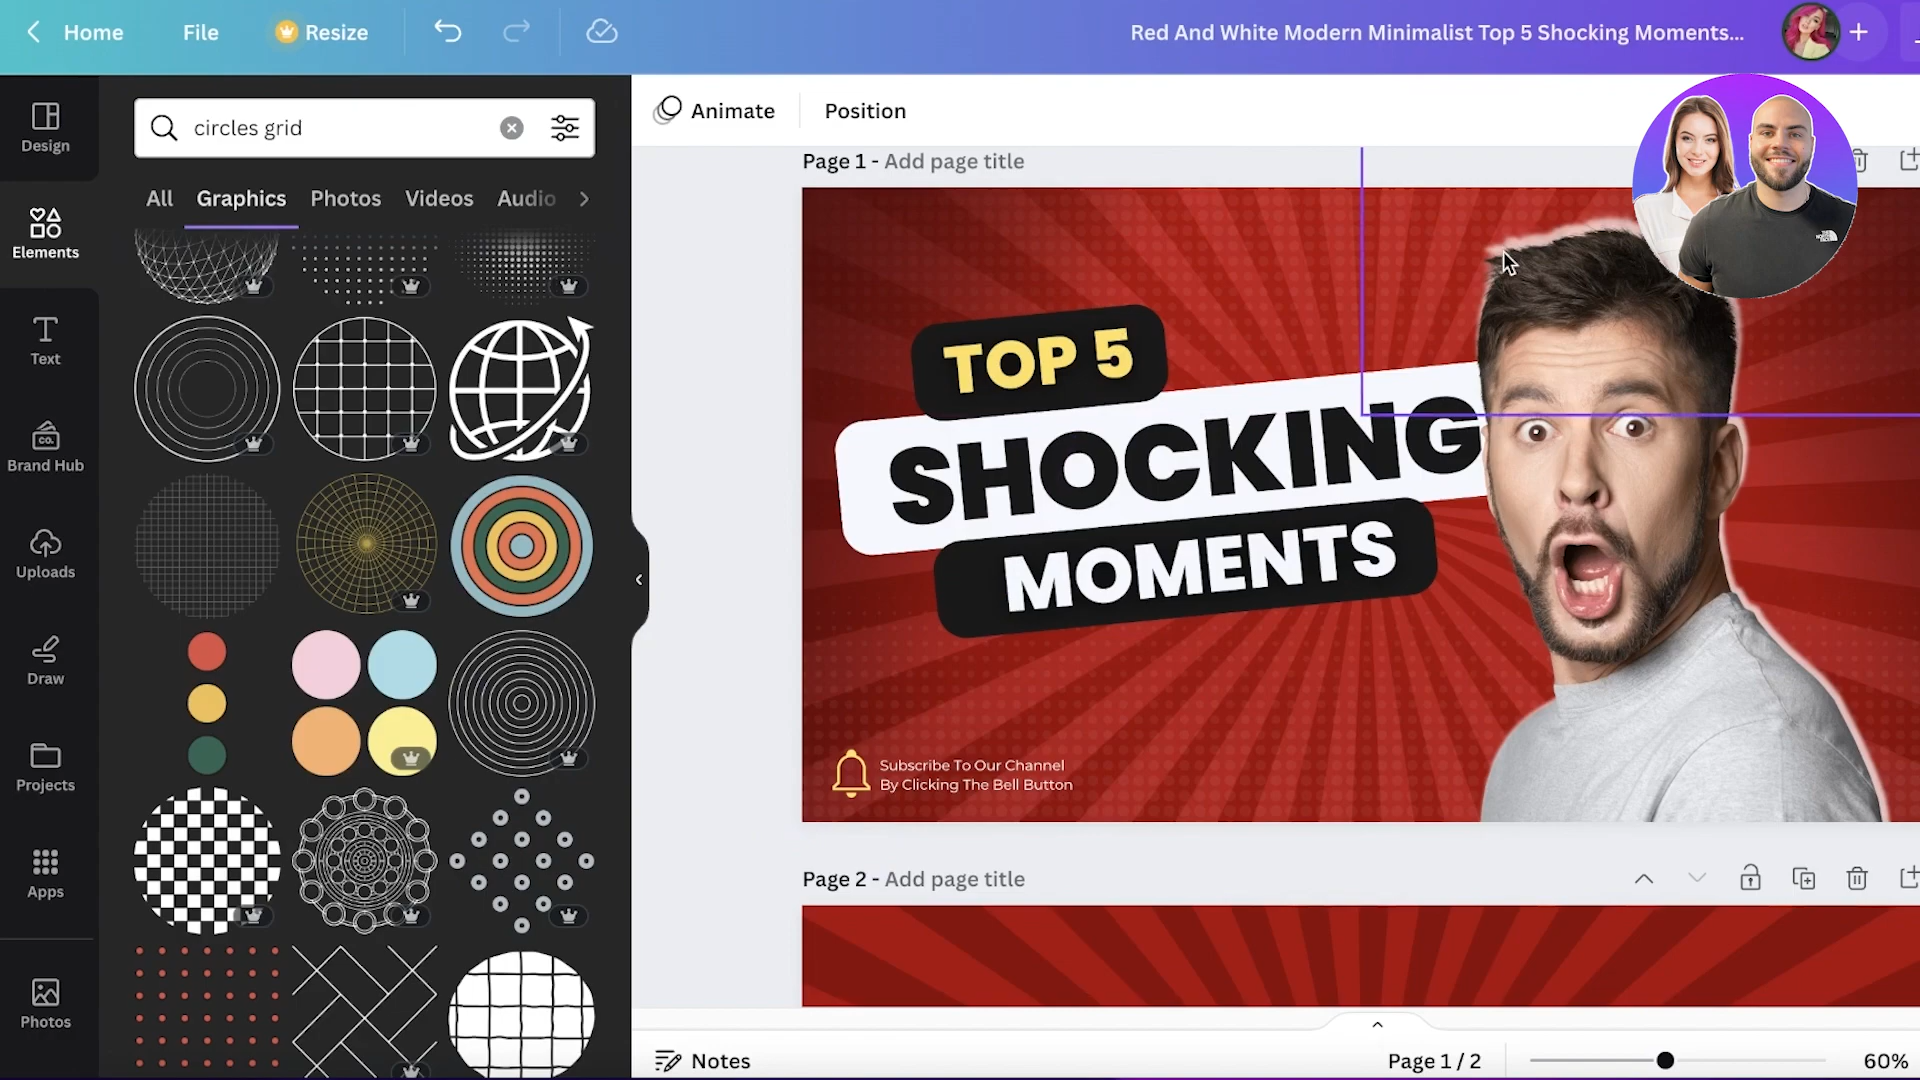 Home
File
Resize
Red And White Modern Minimalist Top 5 Shocking Moments...
Design
Elements
Text
Brand Hub
CO.
Uploads
Draw
Projects
Apps
Photos
circles grid
All
Graphics
Photos
Videos
Audio
Animate
Position
Page 1 - Add page title
TOP 5
SHOCKING
MOMENTS
Subscribe To Our Channel
By Clicking The Bell Button
Page 2 - Add page title
Notes
Page 1 / 2
60%